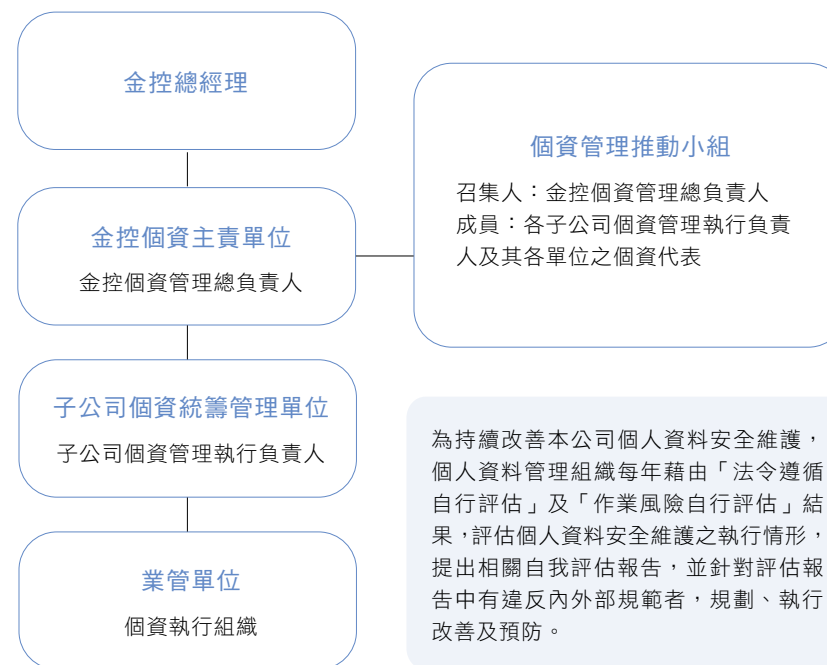 金控總經理
金控個資主責單位
金控個資管理總負責人
子公司個資統籌管理單位
子公司個資管理執行負責人
業管單位
個資執行組織
個資管理推動小組
召集人：金控個資管理總負責人
成員：各子公司個資管理執行負責
人及其各單位之個資代表
為持續改善本公司個人資料安全維護，
個人資料管理組織每年藉由「法令遵循
自行評估」及「作業風險自行評估」結
果，評估個人資料安全維護之執行情形，
提出相關自我評估報告，並針對評估報
告中有違反內外部規範者，規劃、執行
改善及預防。